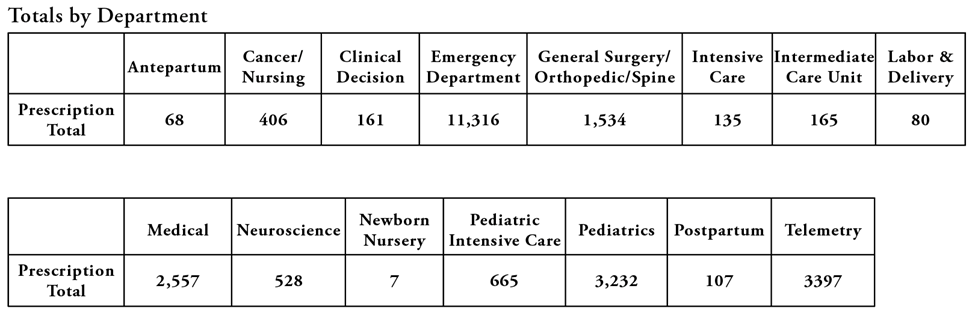 Totals by Department
Antepartum Cancer/ Clinical Emergency General Surgery/ Intensive Intermediate Labor &
Nursing Decision Department Orthopedic/Spine Care Care Unit Delivery
Prescription
Total 68 406 161 11,316 1,534 135 165 80
Medical Neuroscience Newborn Pediatric Pediatrics Postpartum Telemetry
Nursery Intensive Care
Prescription
Total 2,557 528 7 665 3,232 107 3397